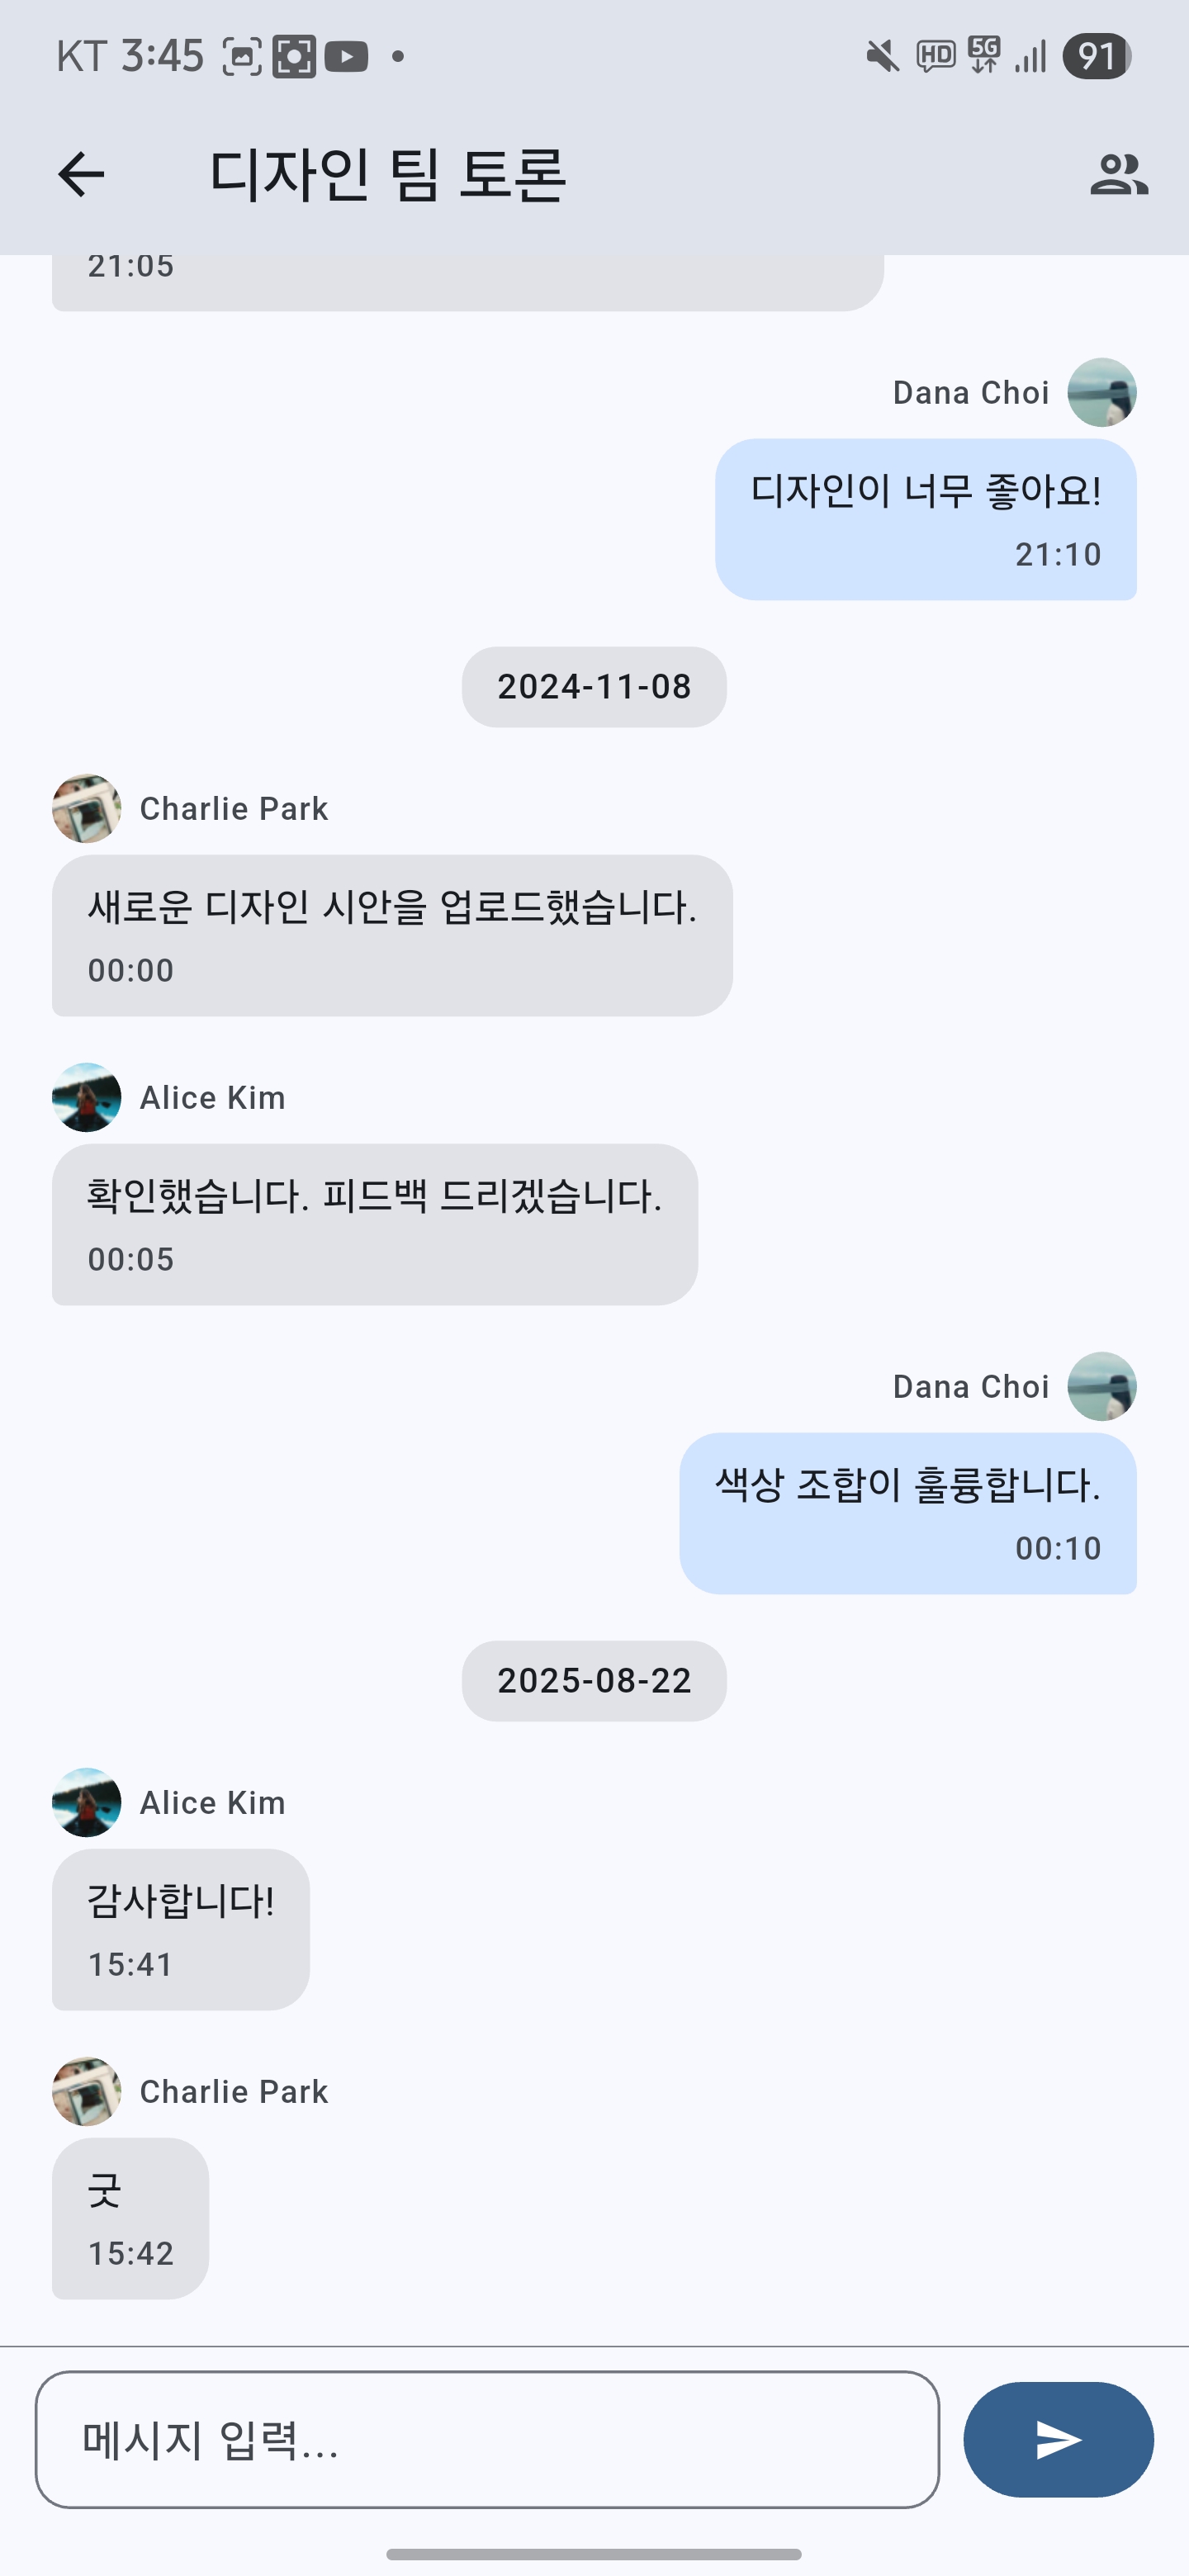 KT 3:45
HD 5G 91
디자인 팀 토론
21:05
Dana Choi
디자인이 너무 좋아요!
21:10
2024-11-08
Charlie Park
새로운 디자인 시안을 업로드했습니다.
00:00
Alice Kim
확인했습니다. 피드백 드리겠습니다.
00:05
Dana Choi
색상 조합이 훌륭합니다.
00:10
2025-08-22
Alice Kim
감사합니다!
15:41
Charlie Park
굿
15:42
메시지 입력...